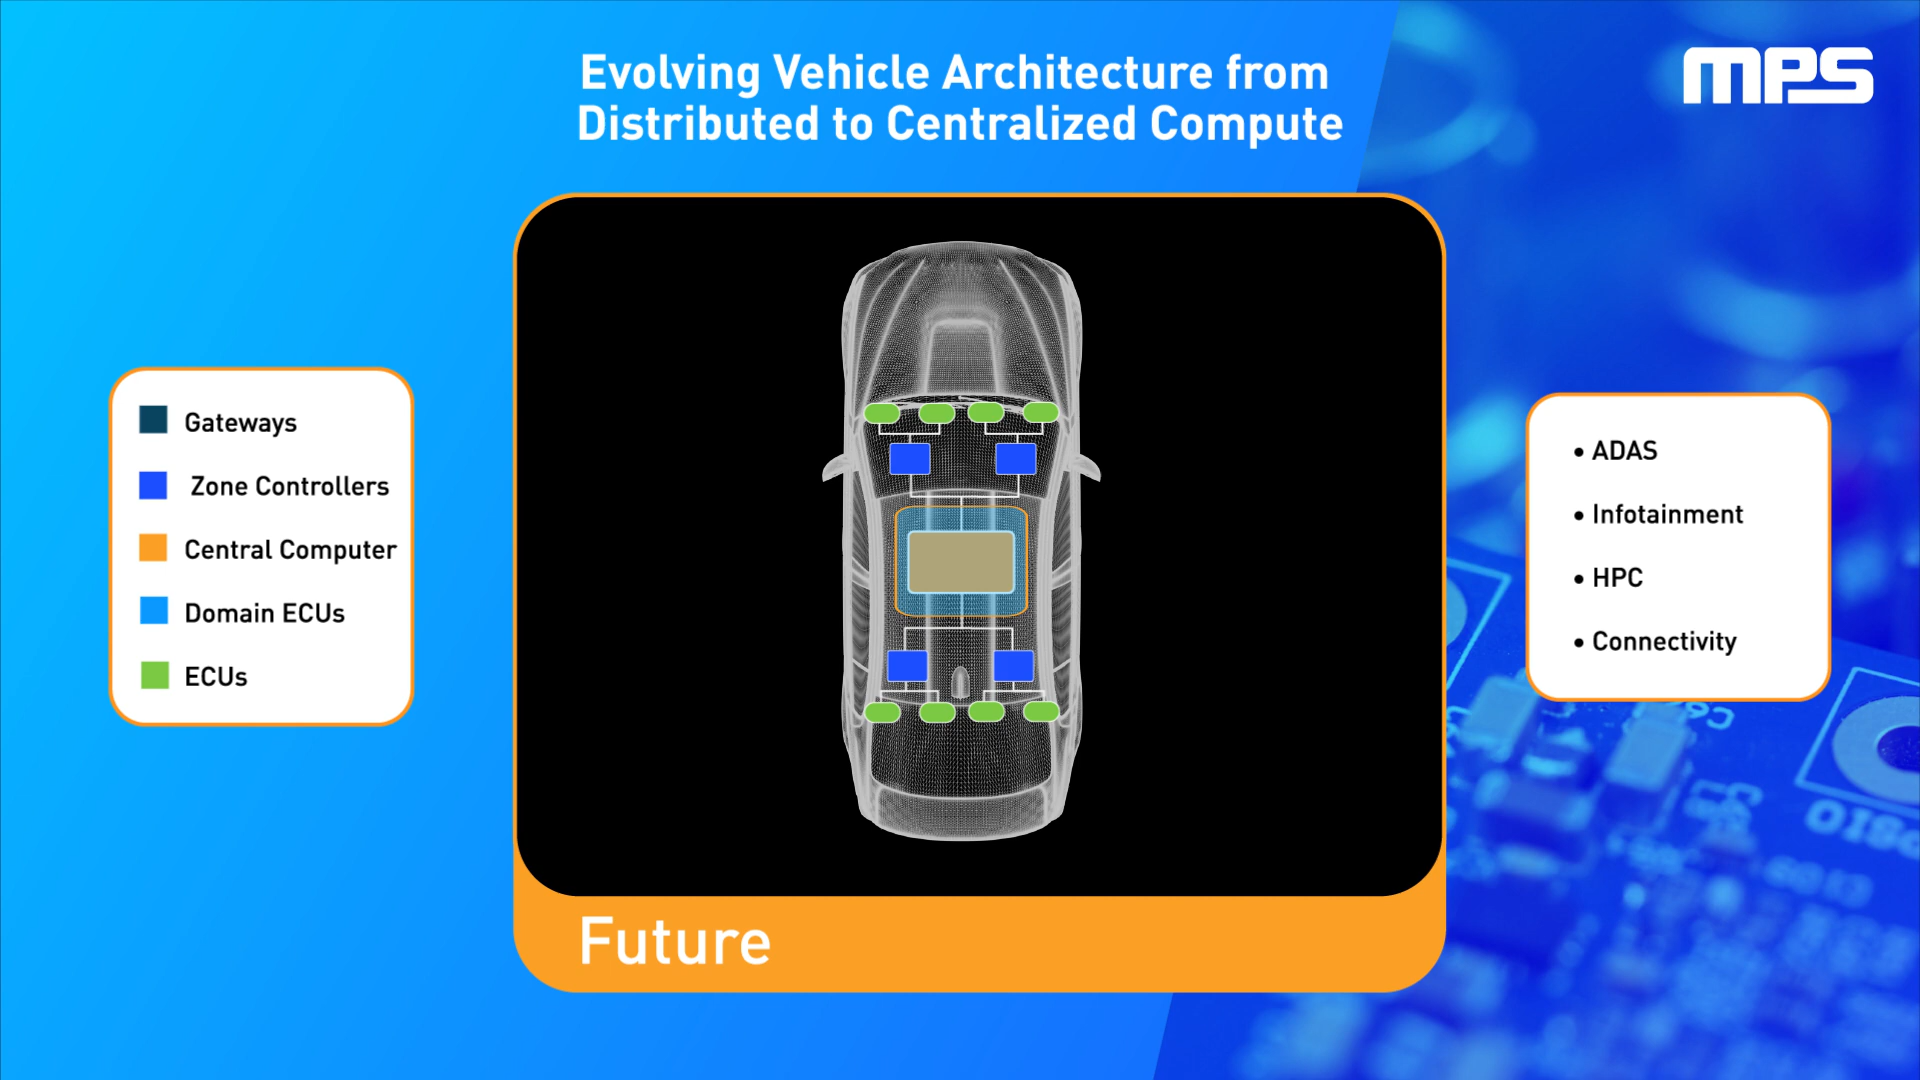 Evolving Vehicle Architecture from
Distributed to Centralized Compute
MPS
Gateways
Zone Controllers
Central Computer
Domain ECUs
ECUs
• ADAS
• Infotainment
• HPC
• Connectivity
Future